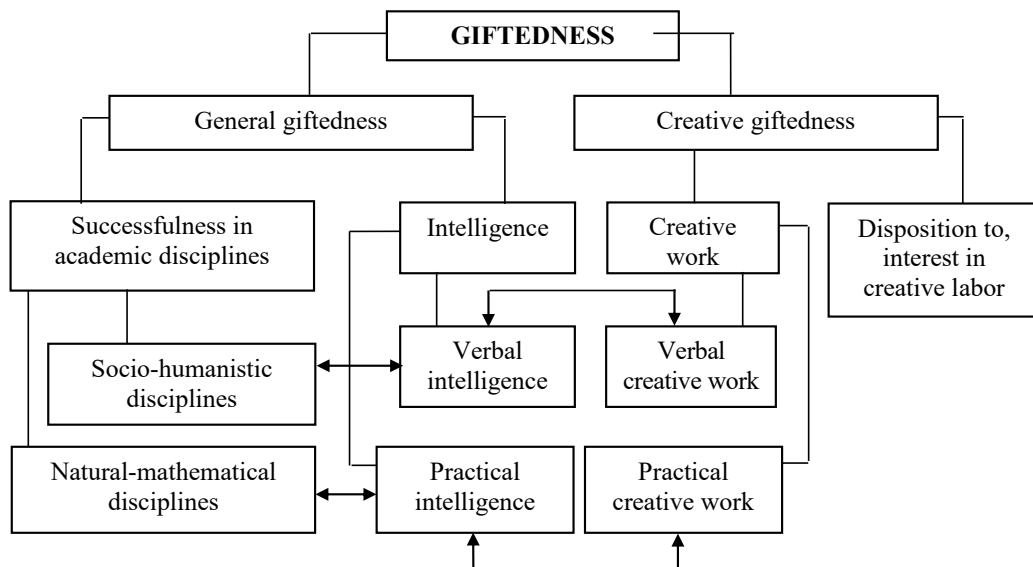 GIFTEDNESS
General giftedness
Creative giftedness
Successfulness in
academic disciplines
Intelligence
Creative
work
Disposition to,
interest in
creative labor
Socio-humanistic
disciplines
Verbal
intelligence
Verbal
creative work
Natural-mathematical
disciplines
Practical
intelligence
Practical
creative work